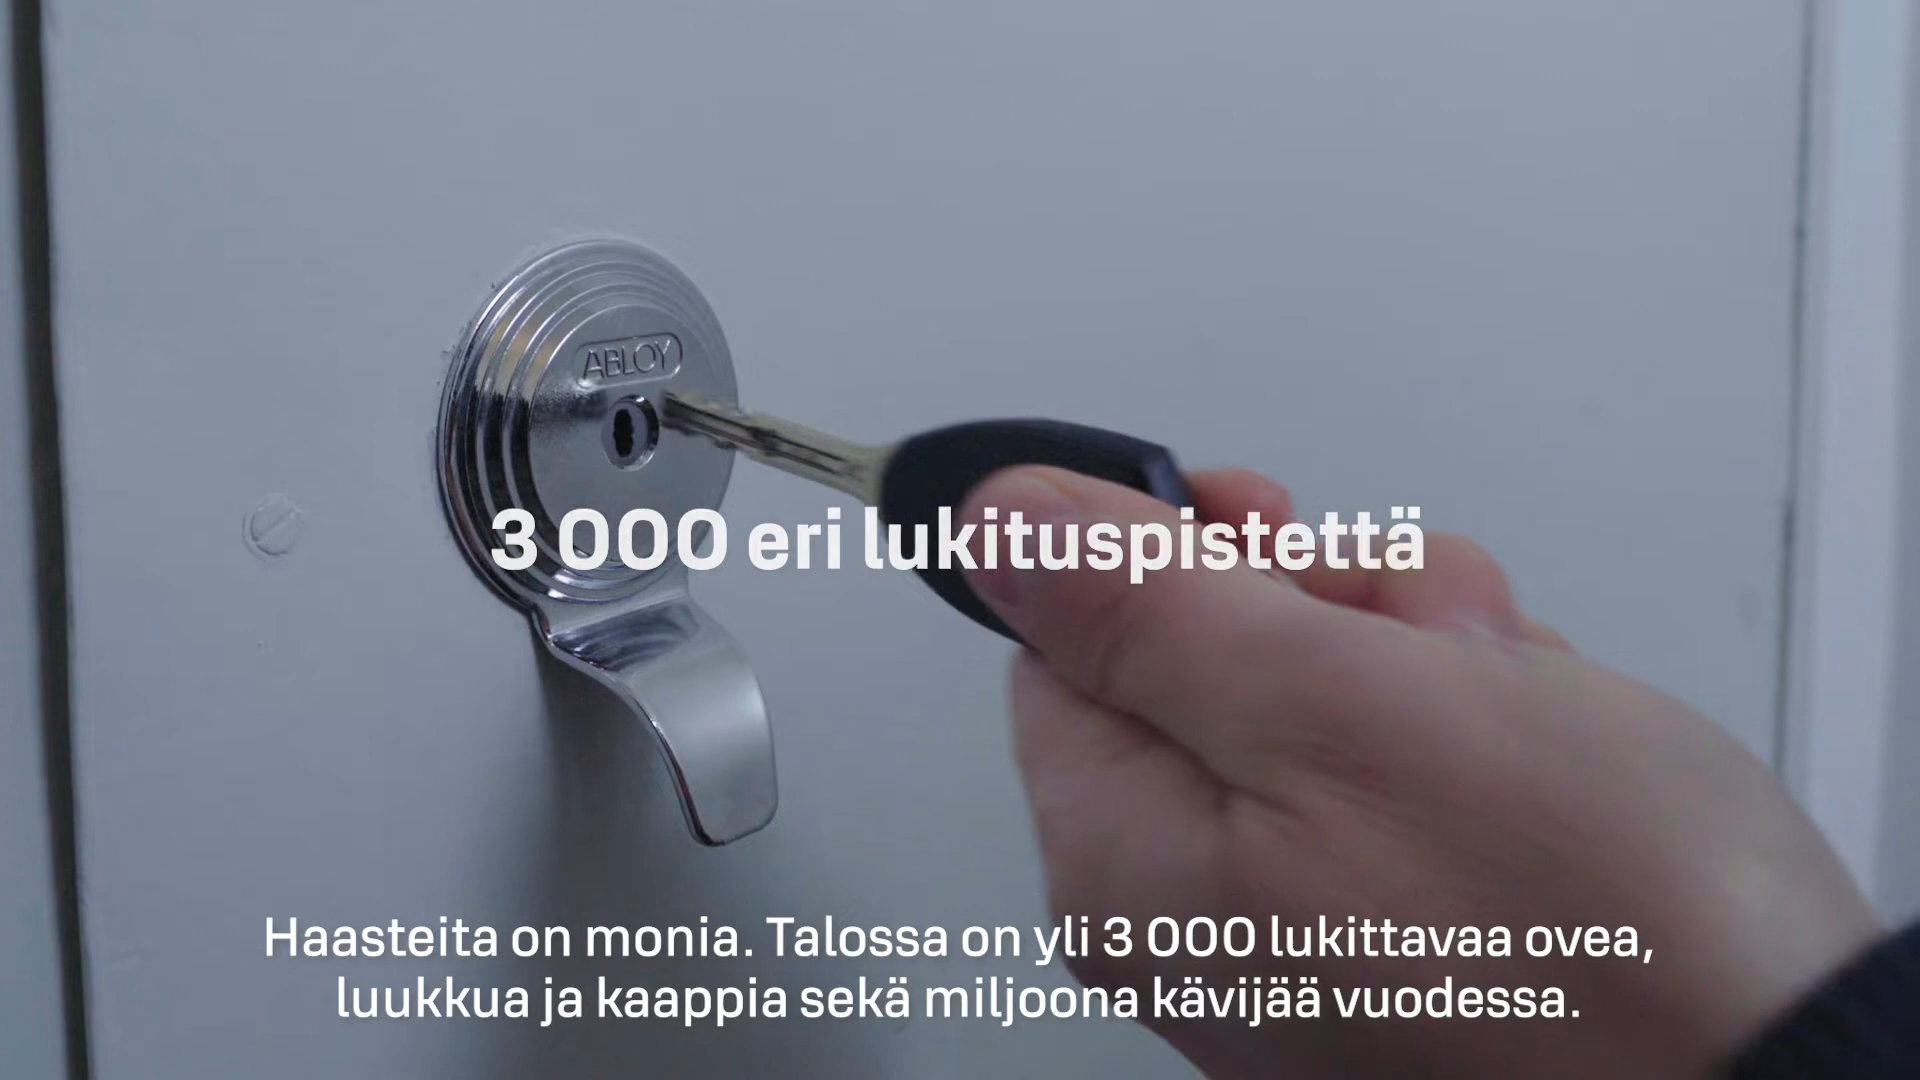 ABLOY
3 000 eri lukituspistettä
Haasteita on monia. Talossa on yli 3 000 lukittavaa ovea,
luukkua ja kaappia sekä miljoona kävijää vuodessa.